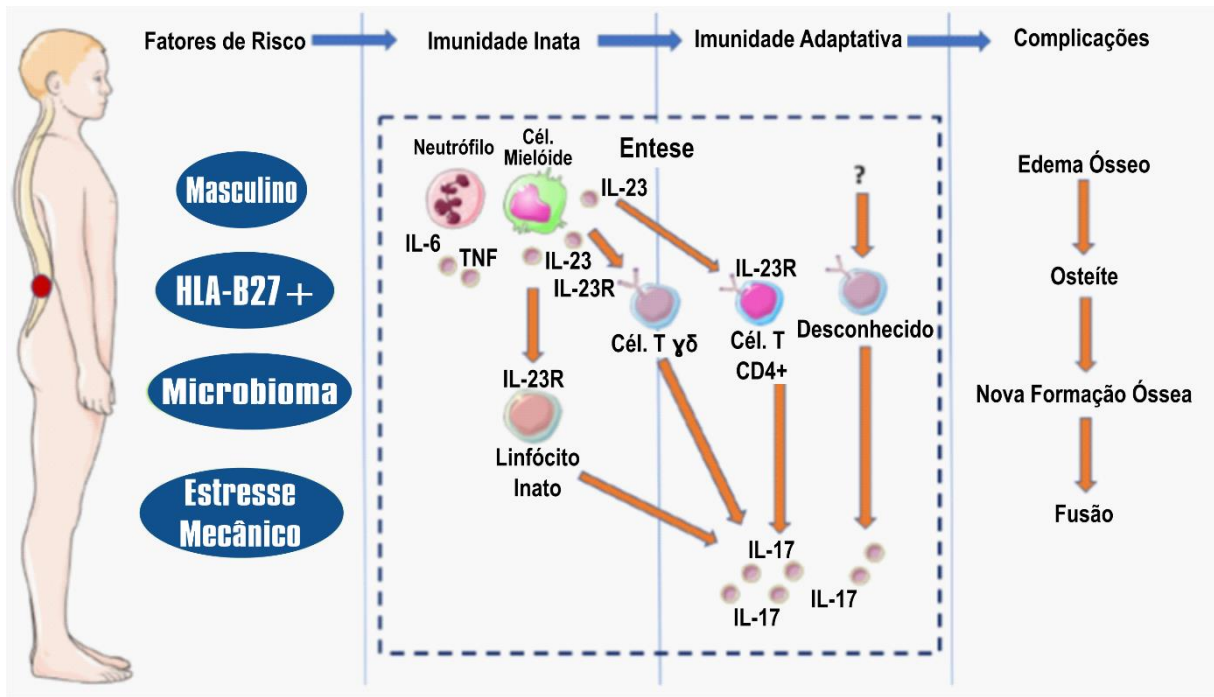 Fatores de Risco
Imunidade Inata
Imunidade Adaptativa
Complicações
Masculino
HLA-B27 +
Microbioma
Estresse
Mecânico
Neutrófilo
Cél.
Mielóide
Entese
IL-23
?
IL-6
TNF
IL-23
IL-23R
IL-23R
Cél. T ɣδ
Cél. T
CD4+
Desconhecido
IL-23R
Linfócito
Inato
IL-17
IL-17
IL-17
Edema Ósseo
Osteíte
Nova Formação Óssea
Fusão